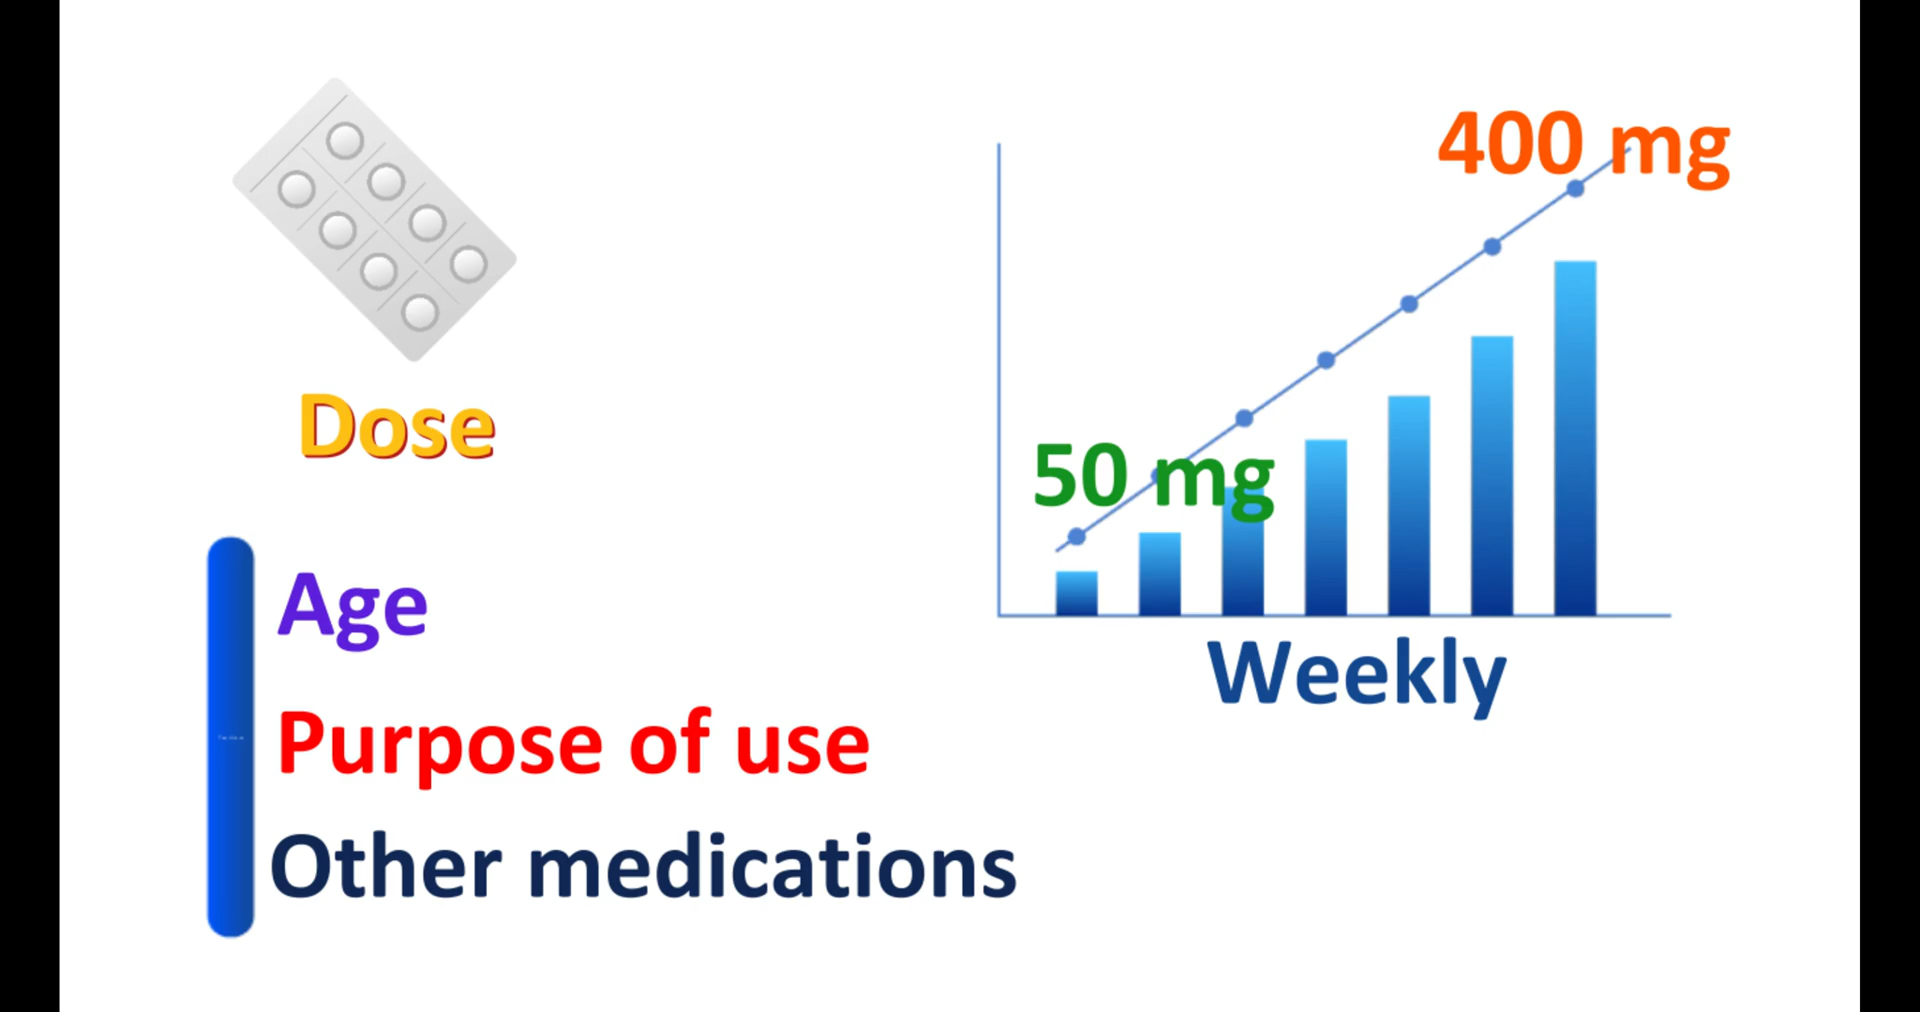 Dose
Age
Purpose of use
Other medications
400 mg
50 mg
Weekly